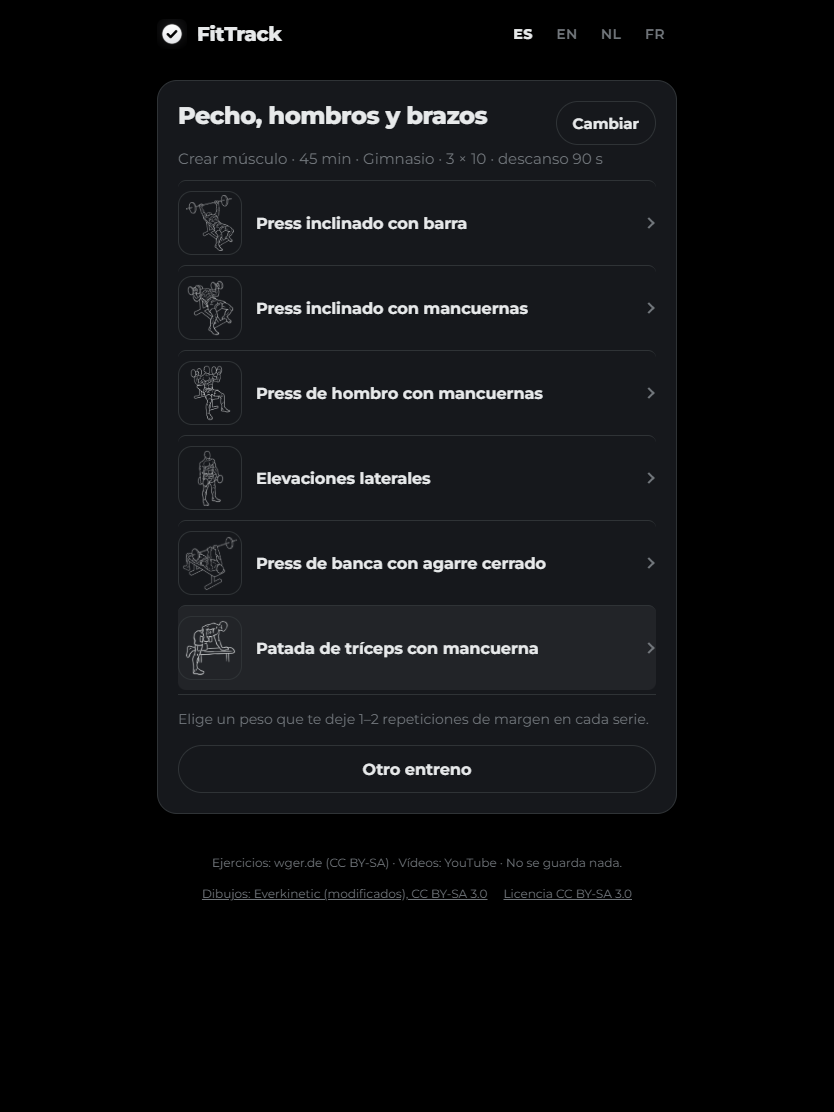 FitTrack
ES EN NL FR
Pecho, hombros y brazos
Cambiar
Crear músculo · 45 min · Gimnasio · 3 × 10 · descanso 90 s
Press inclinado con barra
Press inclinado con mancuernas
Press de hombro con mancuernas
Elevaciones laterales
Press de banca con agarre cerrado
Patada de tríceps con mancuerna
Elige un peso que te deje 1–2 repeticiones de margen en cada serie.
Otro entreno
Ejercicios: wger.de (CC BY-SA) · Vídeos: YouTube · No se guarda nada.
Dibujos: Everkinetic (modificados), CC BY-SA 3.0 Licencia CC BY-SA 3.0